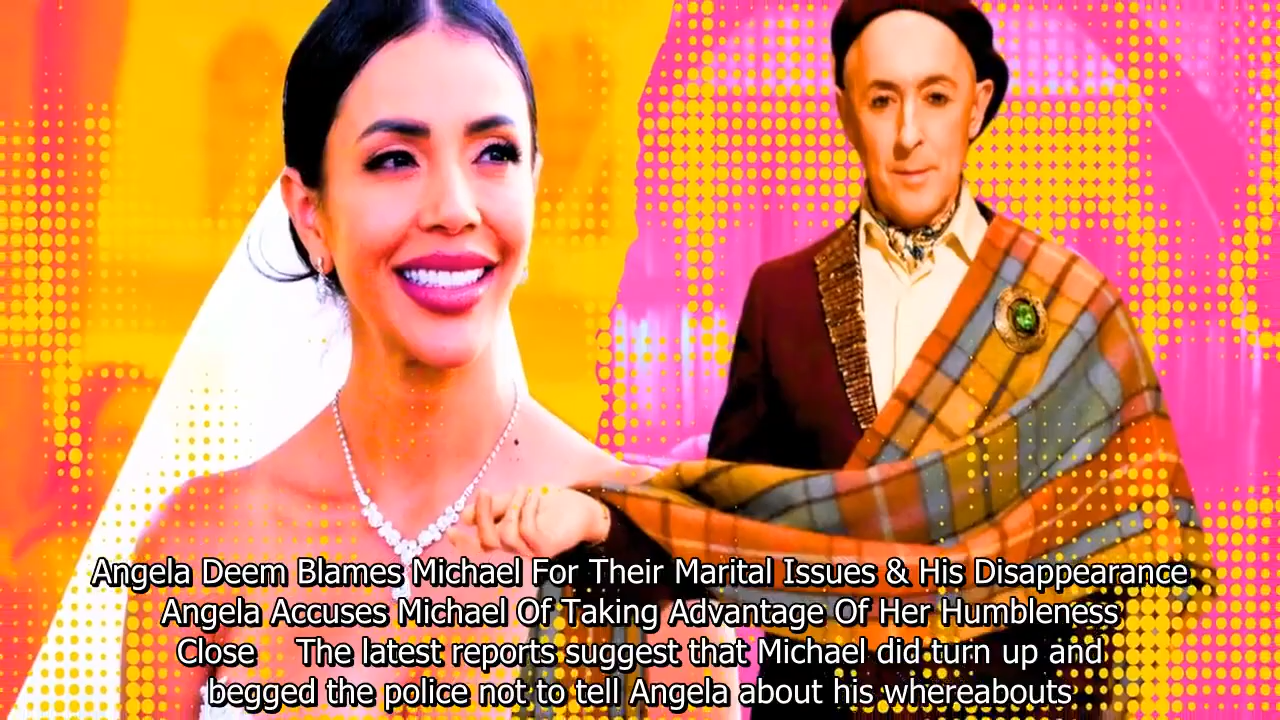 Angela Deem Blames Michael For Their Marital Issues & His Disappearance
Angela Accuses Michael Of Taking Advantage Of Her Humbleness
Close The latest reports suggest that Michael did turn up and
begged the police not to tell Angela about his whereabouts